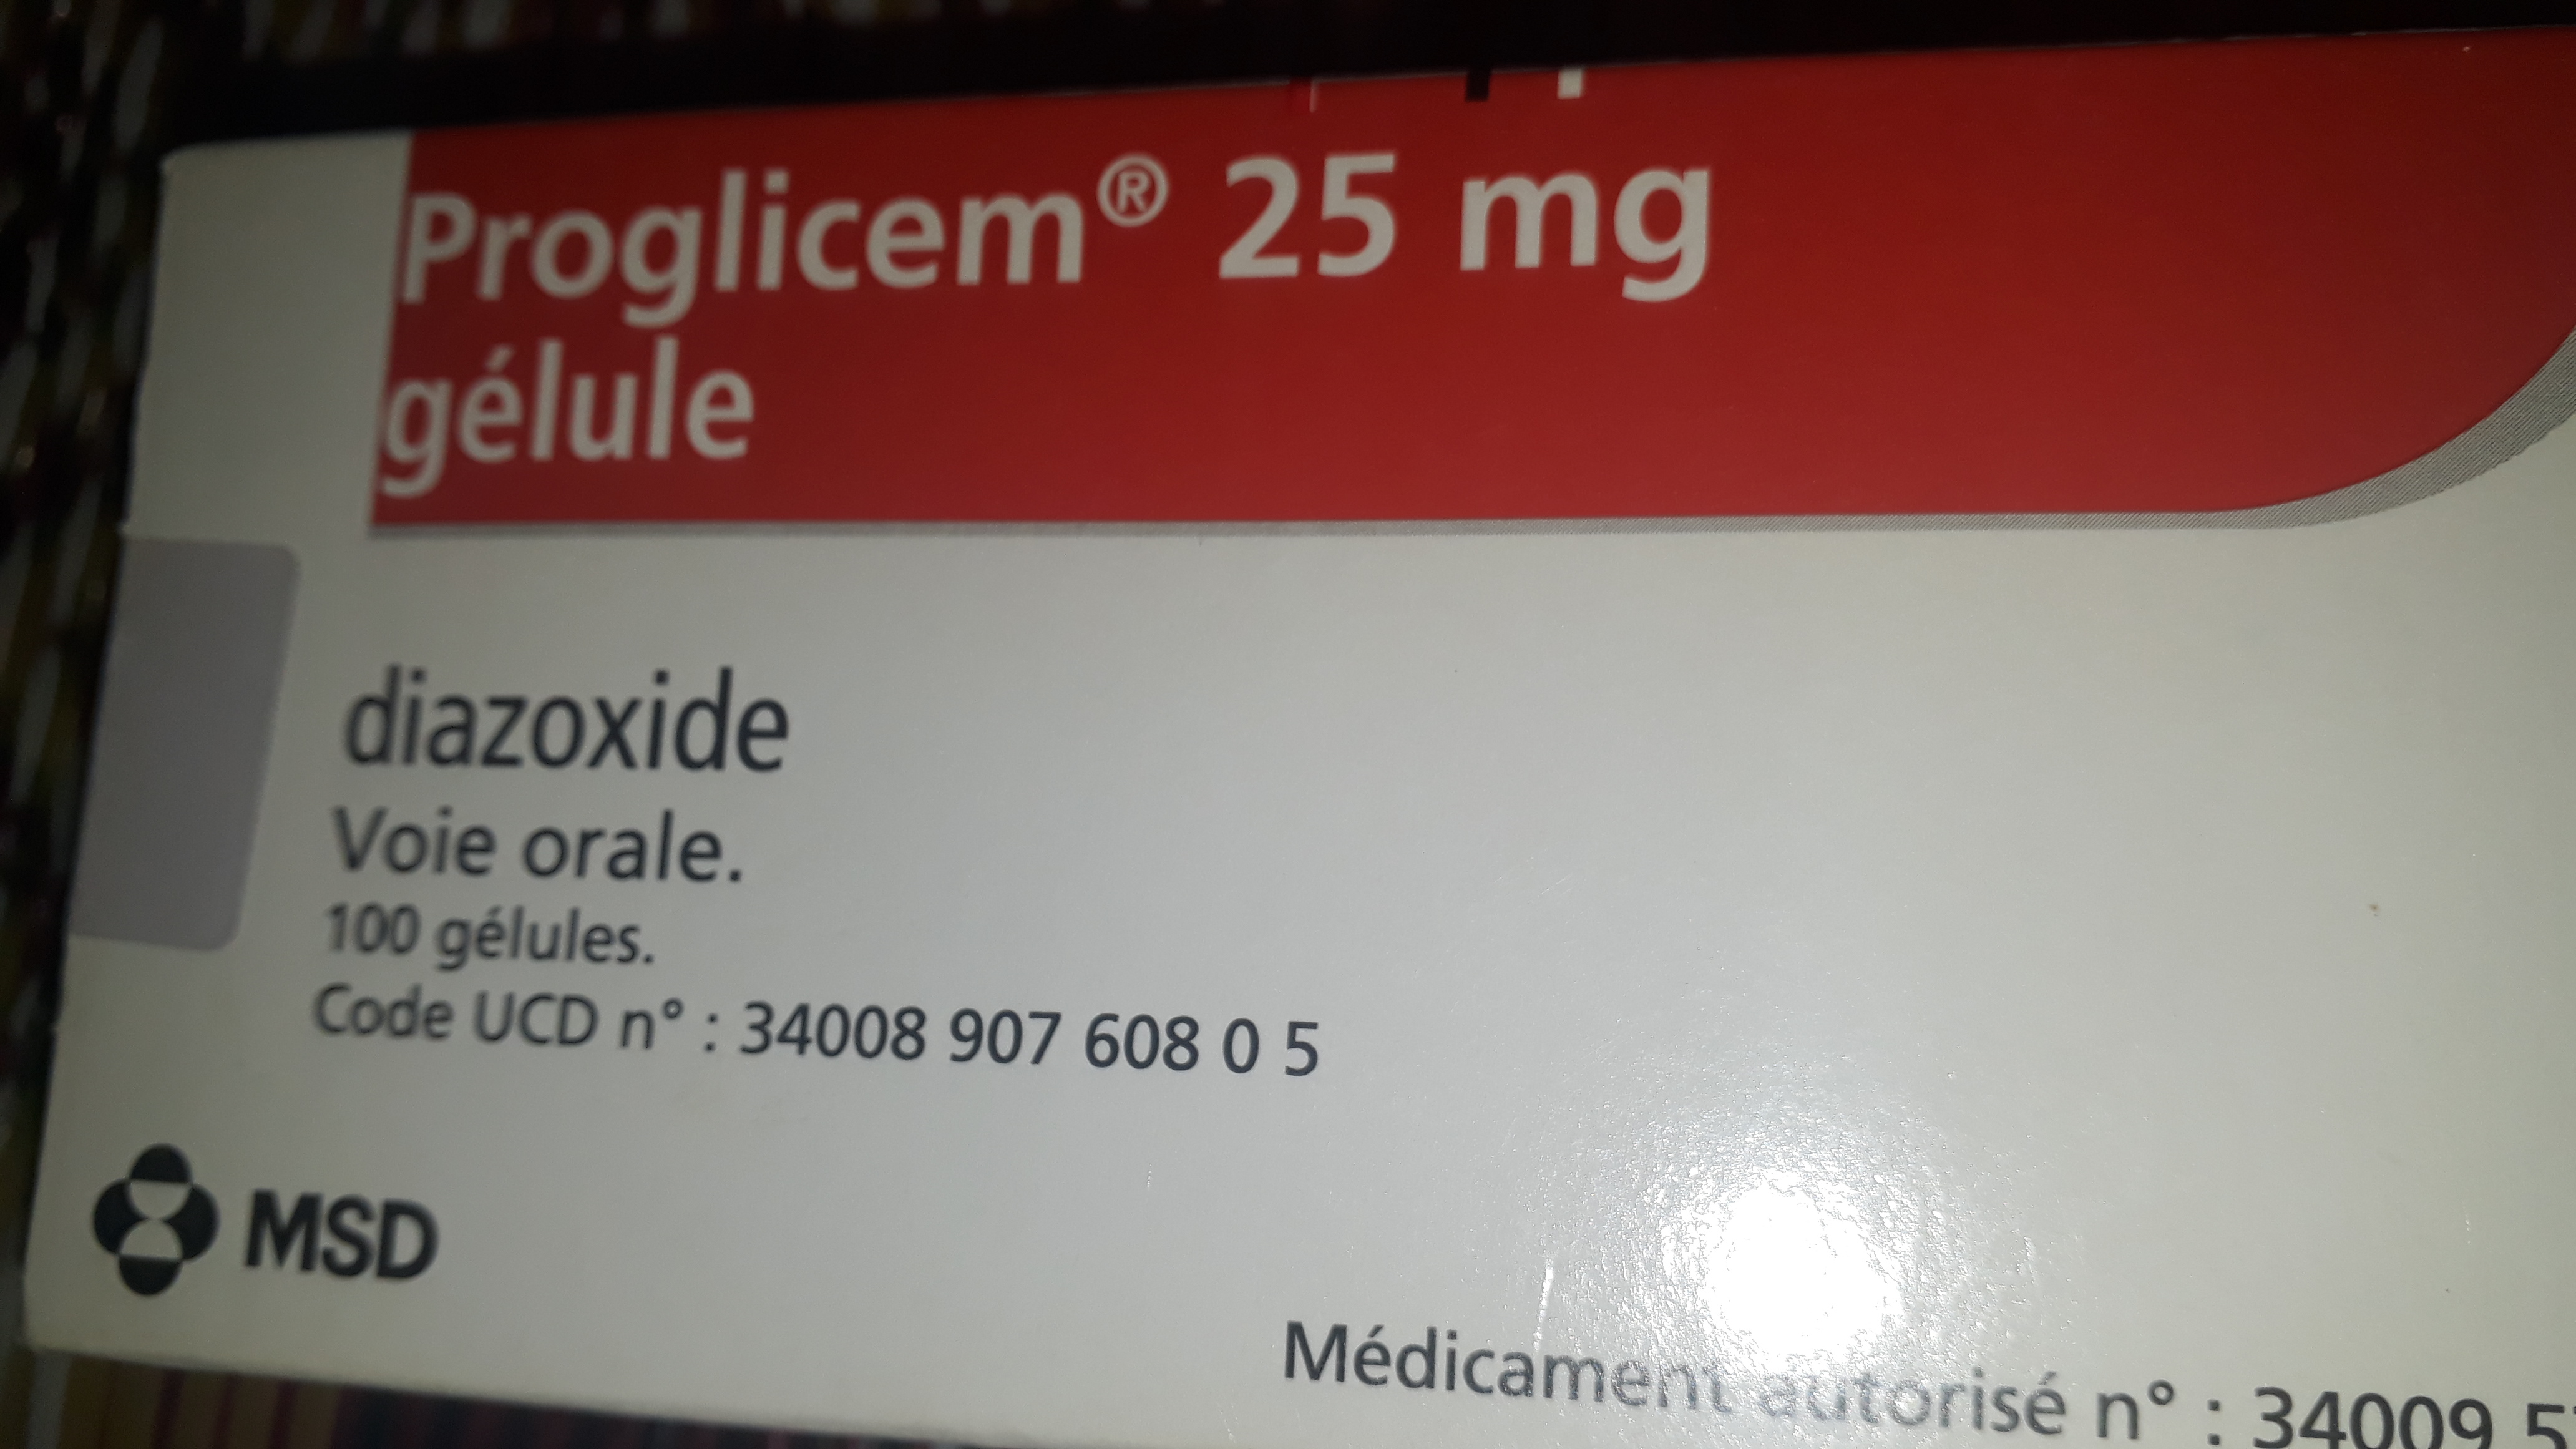 Proglicem® 25 mg
gélule
diazoxide
Voie orale.
100 gélules.
Code UCD n° : 34008 907 608 0 5
MSD
Médicament autorisé n° : 34009 5